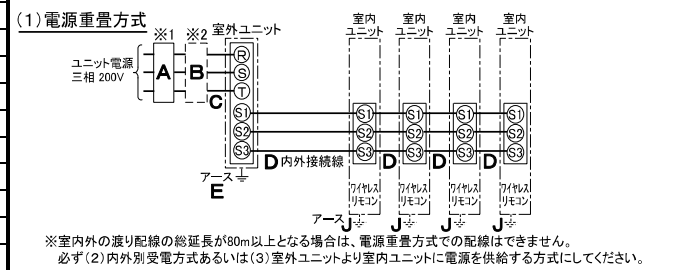 (1)電源重畳方式
※1 ※2 室外ユニット
室内ユニット 室内ユニット 室内ユニット 室内ユニット
ユニット電源
三相 200V
A B C
R
S
T
S1 S1 S1 S1 S1
S2 S2 S2 S2 S2
S3 S3 S3 S3 S3
D内外接続線 D D D
アース
E
ワイヤレスリモコン ワイヤレスリモコン ワイヤレスリモコン ワイヤレスリモコン
アース J J J J
※室内外の渡り配線の総延長が80m以上となる場合は、電源重畳方式での配線はできません。
必ず(2)内外別受電方式あるいは(3)室外ユニットより室内ユニットに電源を供給する方式にしてください。